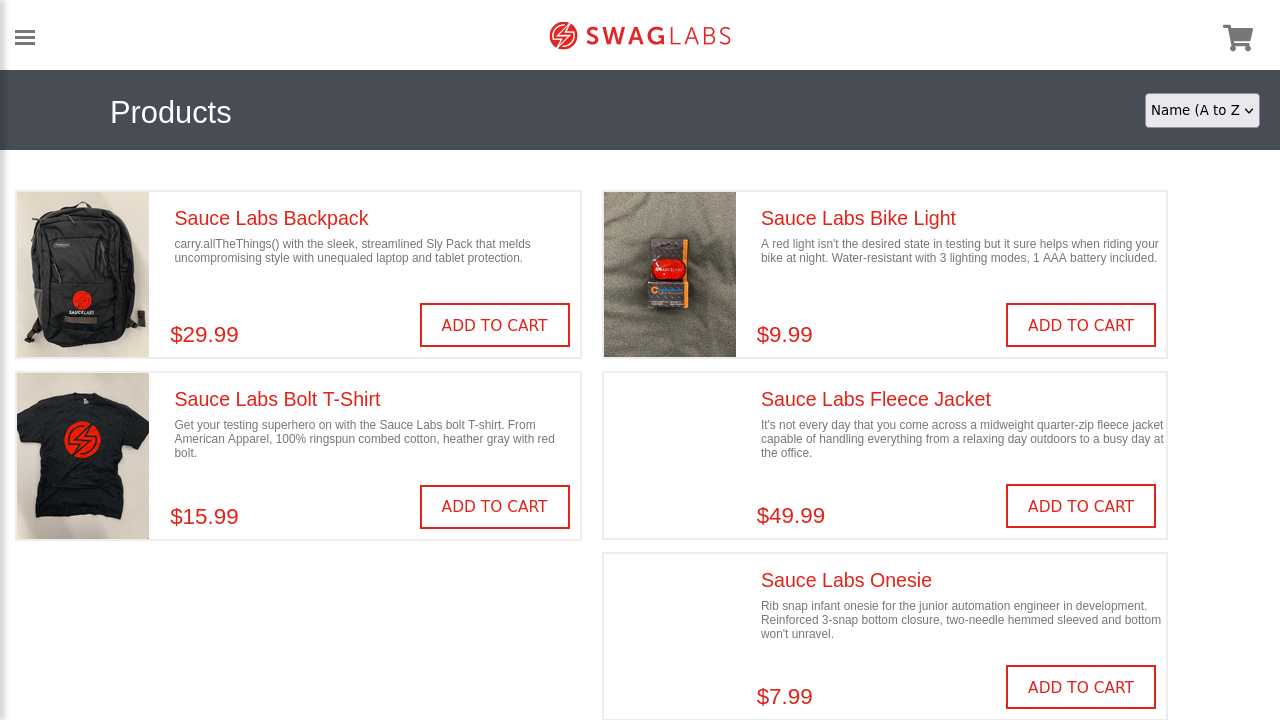 SWAGLABS
Products
Name (A to Z
Sauce Labs Backpack
carry.allTheThings() with the sleek, streamlined Sly Pack that melds
uncompromising style with unequaled laptop and tablet protection.
$29.99
ADD TO CART
Sauce Labs Bike Light
A red light isn't the desired state in testing but it sure helps when riding your
bike at night. Water-resistant with 3 lighting modes, 1 AAA battery included.
$9.99
ADD TO CART
Sauce Labs Bolt T-Shirt
Get your testing superhero on with the Sauce Labs bolt T-shirt. From
American Apparel, 100% ringspun combed cotton, heather gray with red
bolt.
$15.99
ADD TO CART
Sauce Labs Fleece Jacket
It's not every day that you come across a midweight quarter-zip fleece jacket
capable of handling everything from a relaxing day outdoors to a busy day at
the office.
$49.99
ADD TO CART
Sauce Labs Onesie
Rib snap infant onesie for the junior automation engineer in development.
Reinforced 3-snap bottom closure, two-needle hemmed sleeved and bottom
won't unravel.
$7.99
ADD TO CART
SAUCELABS
SAUCELABS